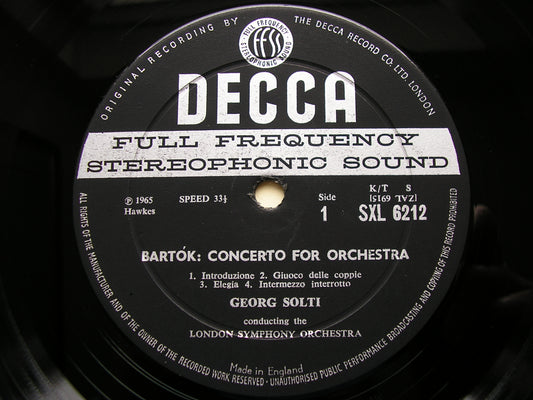 ORIGINAL RECORDING BY THE DECCA RECORD CO. LTD. LONDON
FULL FREQUENCY
ffss
STEREOPHONIC SOUND
DECCA
FULL FREQUENCY
STEREOPHONIC SOUND
℗ 1965 SPEED 33⅓ Side K/T S
Hawkes 1 (5169 ZVT)
SXL 6212
BARTÓK: CONCERTO FOR ORCHESTRA
1. Introduzione 2. Giuoco delle coppie
3. Elegia 4. Intermezzo interrotto
GEORG SOLTI
conducting the
LONDON SYMPHONY ORCHESTRA
Made in England
ALL RIGHTS OF THE MANUFACTURER AND OF THE OWNER OF THE RECORDED WORK RESERVED · UNAUTHORISED PUBLIC PERFORMANCE BROADCASTING AND COPYING OF THIS RECORD PROHIBITED